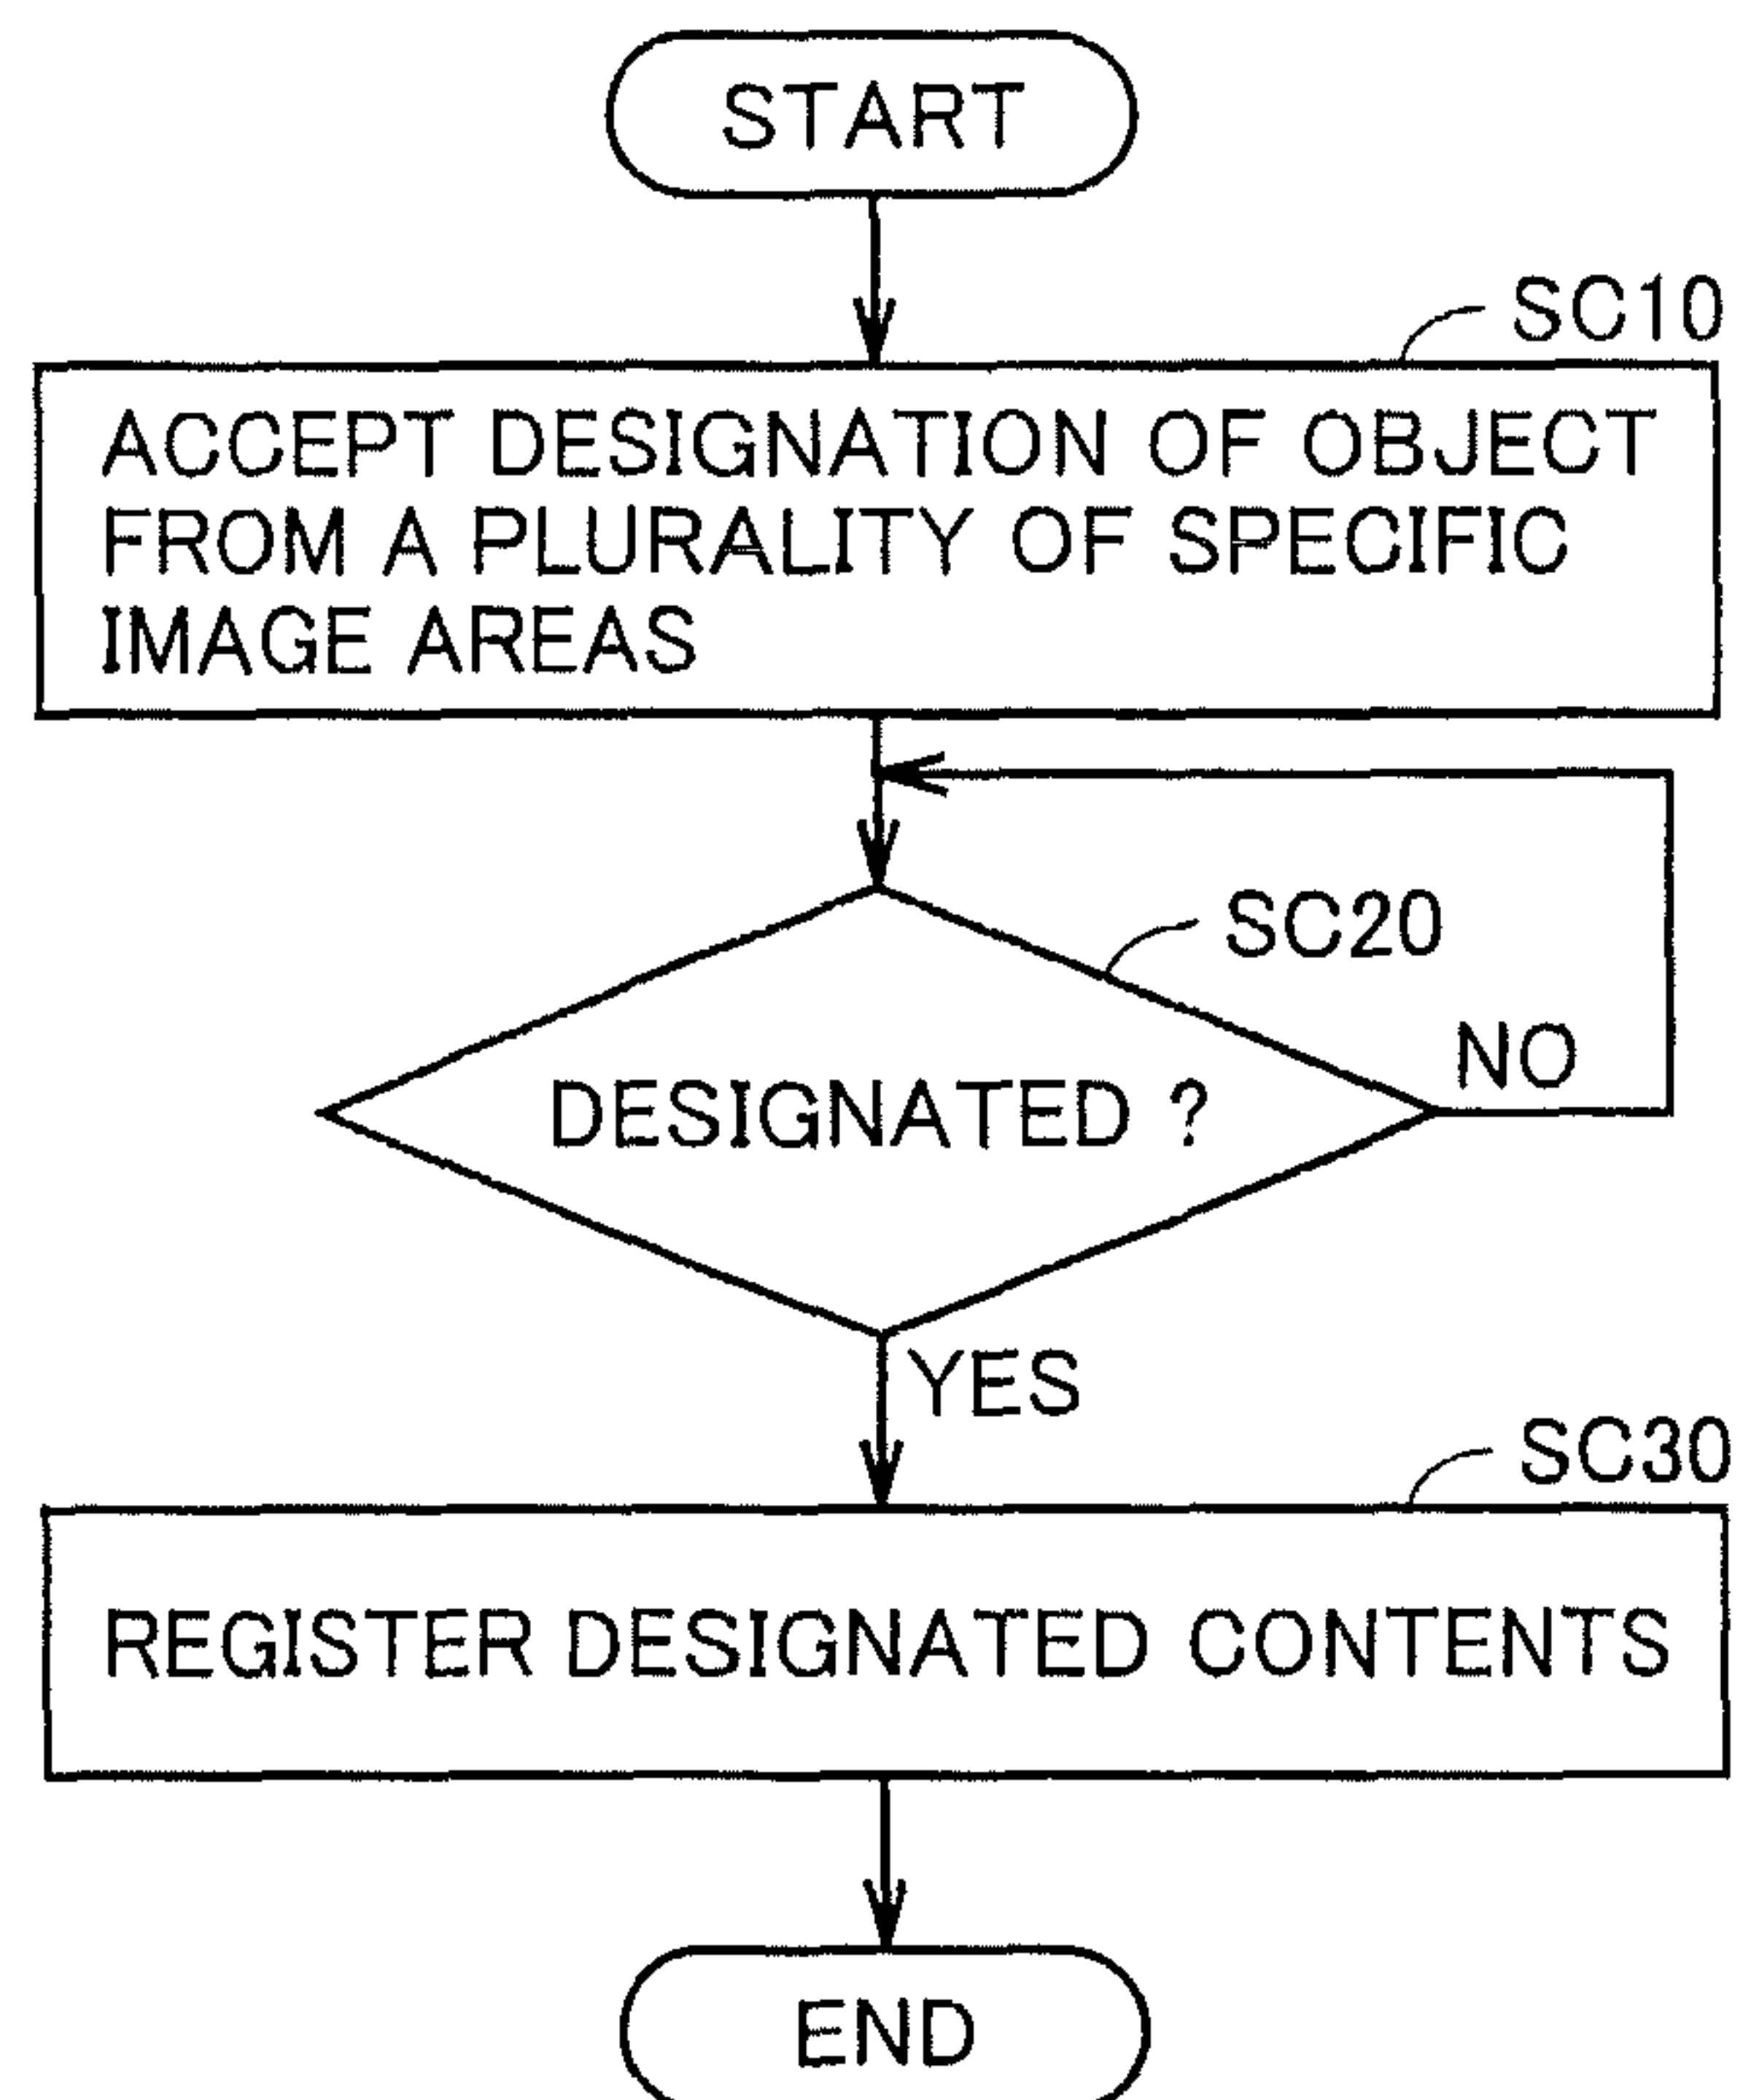 START
SC10
ACCEPT DESIGNATION OF OBJECT
FROM A PLURALITY OF SPECIFIC
IMAGE AREAS
SC20
NO
DESIGNATED ?
YES
SC30
REGISTER DESIGNATED CONTENTS
END